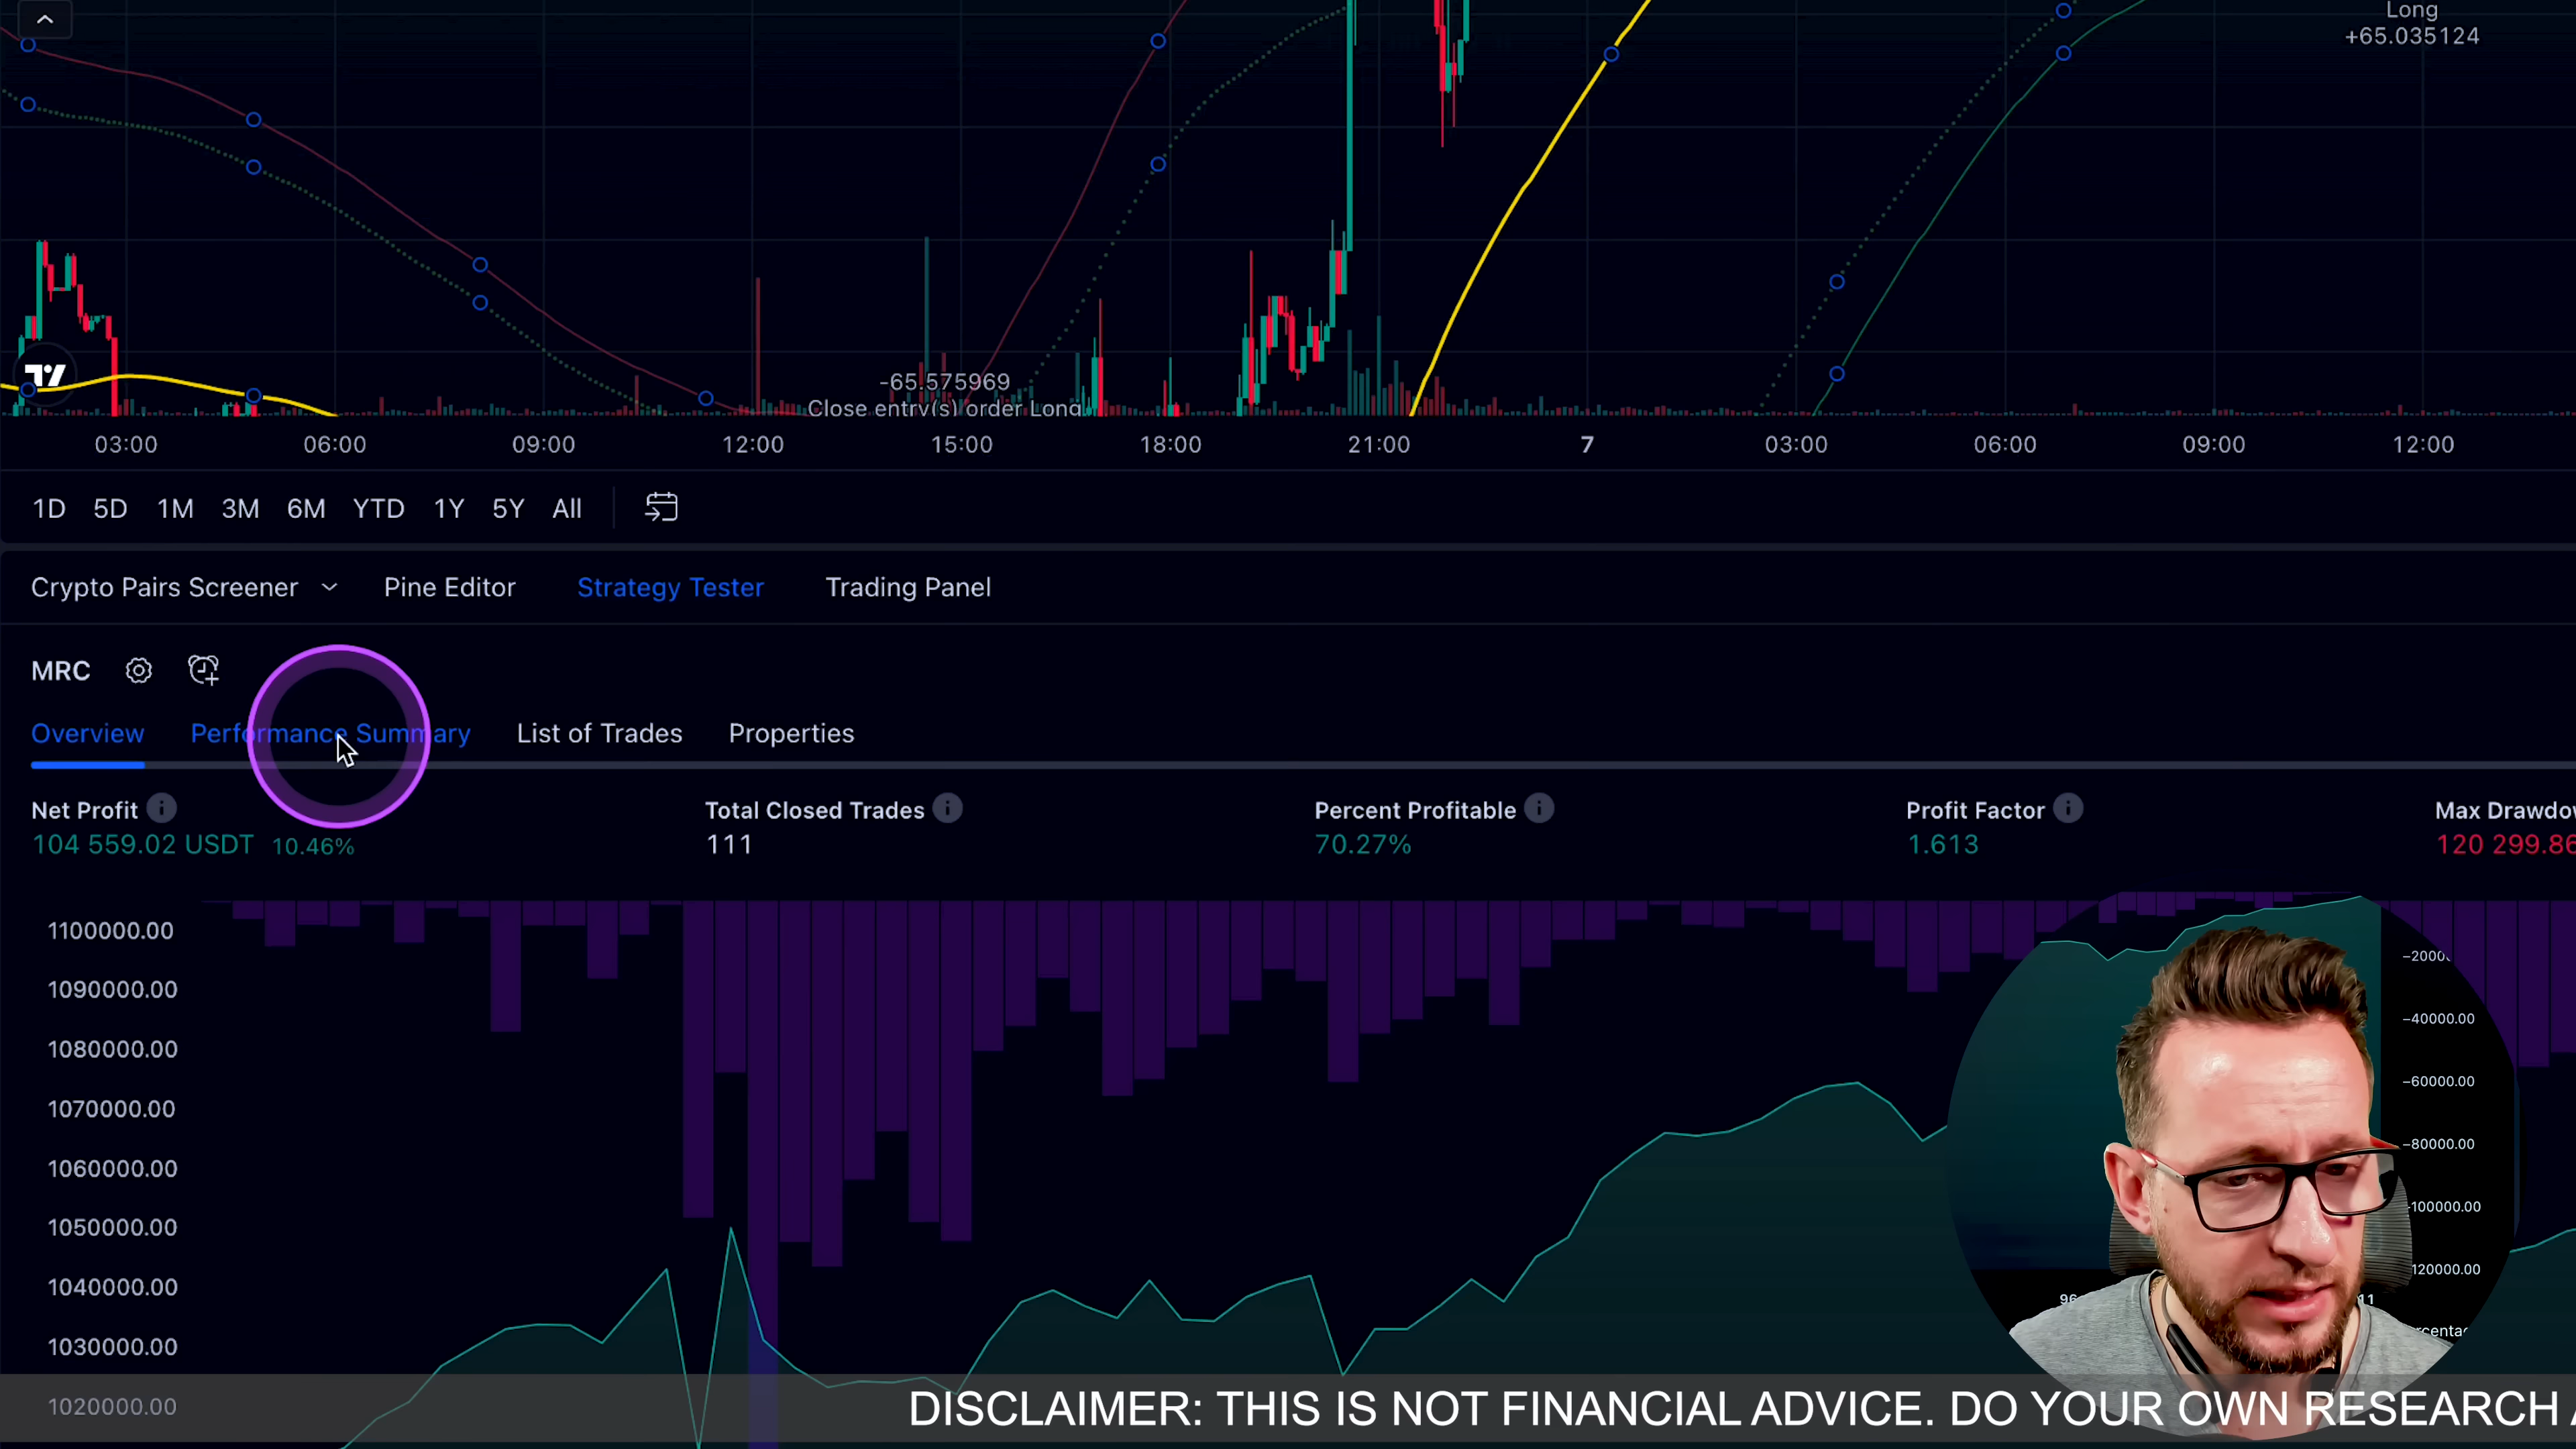 Long
+65.035124
-65.575969
Close entry(s) order Long
03:00 06:00 09:00 12:00 15:00 18:00 21:00 7 03:00 06:00 09:00 12:00
1D 5D 1M 3M 6M YTD 1Y 5Y All
Crypto Pairs Screener Pine Editor Strategy Tester Trading Panel
MRC
Overview Performance Summary List of Trades Properties
Net Profit Total Closed Trades Percent Profitable Profit Factor Max
104 559.02 USDT 10.46% 111 70.27% 1.613 120 299.86
1100000.00
-40000.00
1090000.00
-60000.00
1080000.00
-80000.00
1070000.00
-100000.00
1060000.00
120000.00
1050000.00
1040000.00
1030000.00
1020000.00
DISCLAIMER: THIS IS NOT FINANCIAL ADVICE. DO YOUR OWN RESEARCH